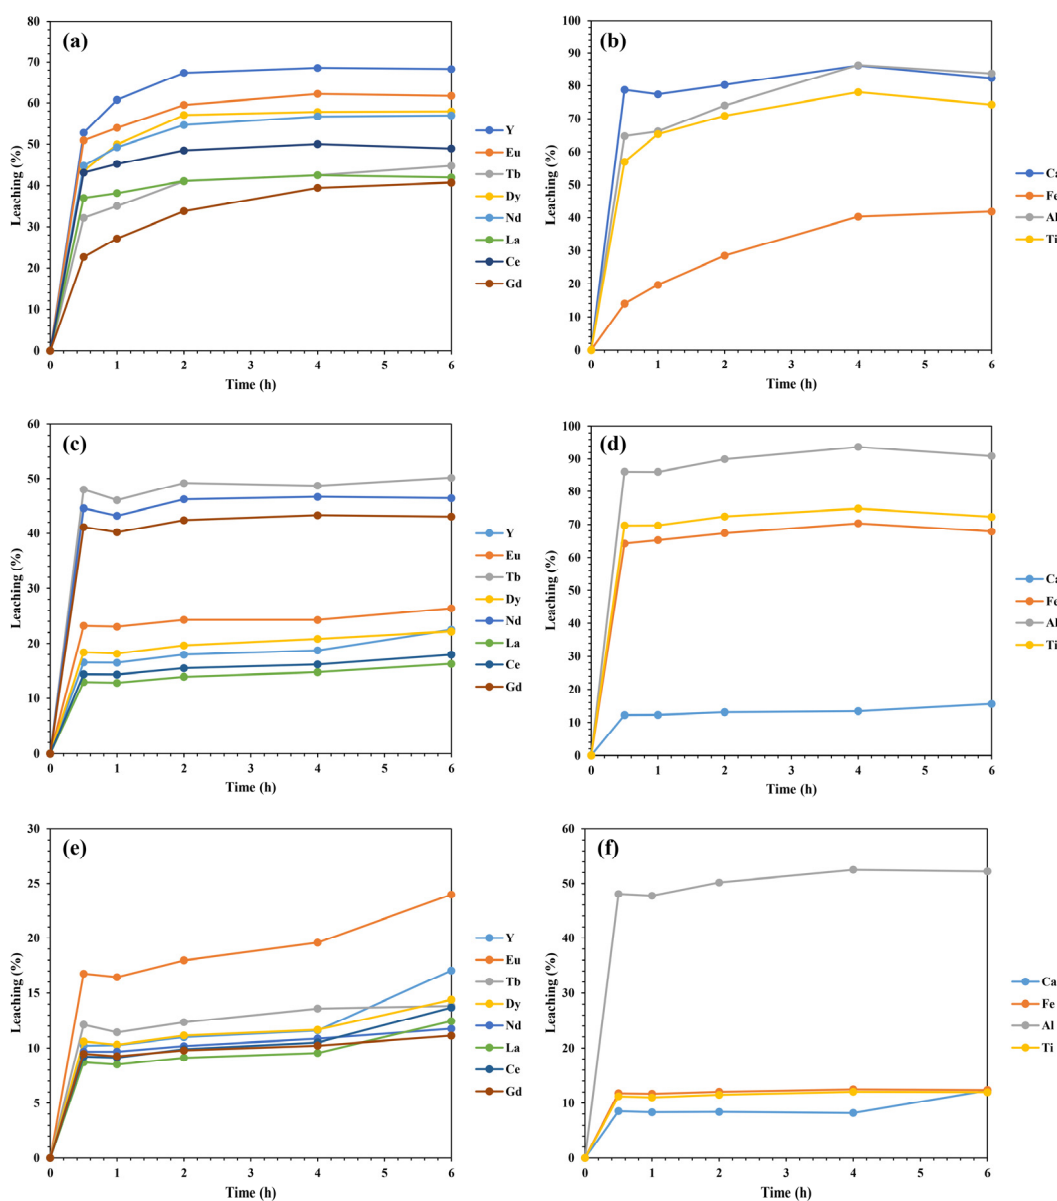 (a)
80
70
60
50
40
30
20
10
0
Leaching (%)
0 1 2 3 4 5 6
Time (h)
Y
Eu
Tb
Dy
Nd
La
Ce
Gd
(b)
100
90
80
70
60
50
40
30
20
10
0
Leaching (%)
0 1 2 3 4 5 6
Time (h)
Ca
Fe
Al
Ti
(c)
60
50
40
30
20
10
0
Leaching (%)
0 1 2 3 4 5 6
Time (h)
Y
Eu
Tb
Dy
Nd
La
Ce
Gd
(d)
100
90
80
70
60
50
40
30
20
10
0
Leaching (%)
0 1 2 3 4 5 6
Time (h)
Ca
Fe
Al
Ti
(e)
30
25
20
15
10
5
0
Leaching (%)
0 1 2 3 4 5 6
Time (h)
Y
Eu
Tb
Dy
Nd
La
Ce
Gd
(f)
60
50
40
30
20
10
0
Leaching (%)
0 1 2 3 4 5 6
Time (h)
Ca
Fe
Al
Ti